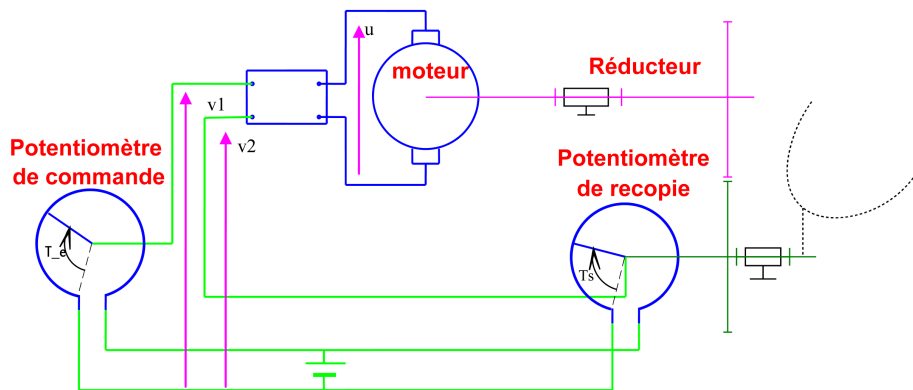 u
moteur
Réducteur
v1
v2
Potentiomètre
de commande
Potentiomètre
de recopie
T_e
Ts